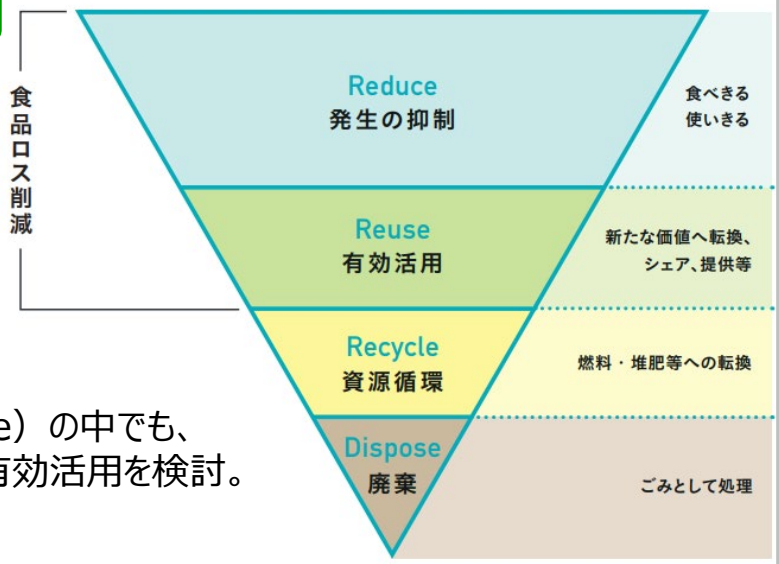 食品ロス削減
Reduce
発生の抑制
食べきる
使いきる
Reuse
有効活用
新たな価値へ転換、
シェア、提供等
Recycle
資源循環
燃料・堆肥等への転換
Dispose
廃棄
ごみとして処理
e）の中でも、
有効活用を検討。